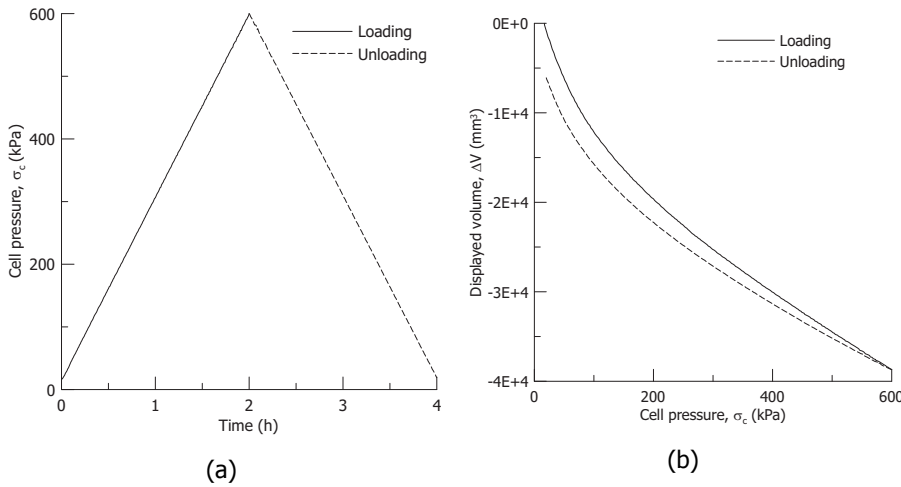 600
400
200
0
Cell pressure, σc (kPa)
Loading
Unloading
0 1 2 3 4
Time (h)
(a)
0E+0
-1E+4
-2E+4
-3E+4
-4E+4
Displayed volume, ΔV (mm³)
Loading
Unloading
0 200 400 600
Cell pressure, σc (kPa)
(b)